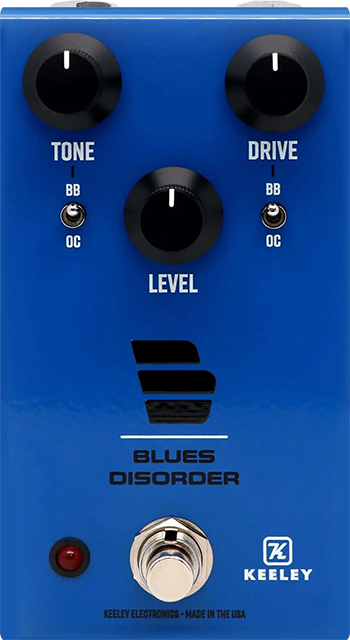 TONE DRIVE
BB BB
OC OC
LEVEL
BLUES
DISORDER
KEELEY
KEELEY ELECTRONICS - MADE IN THE USA